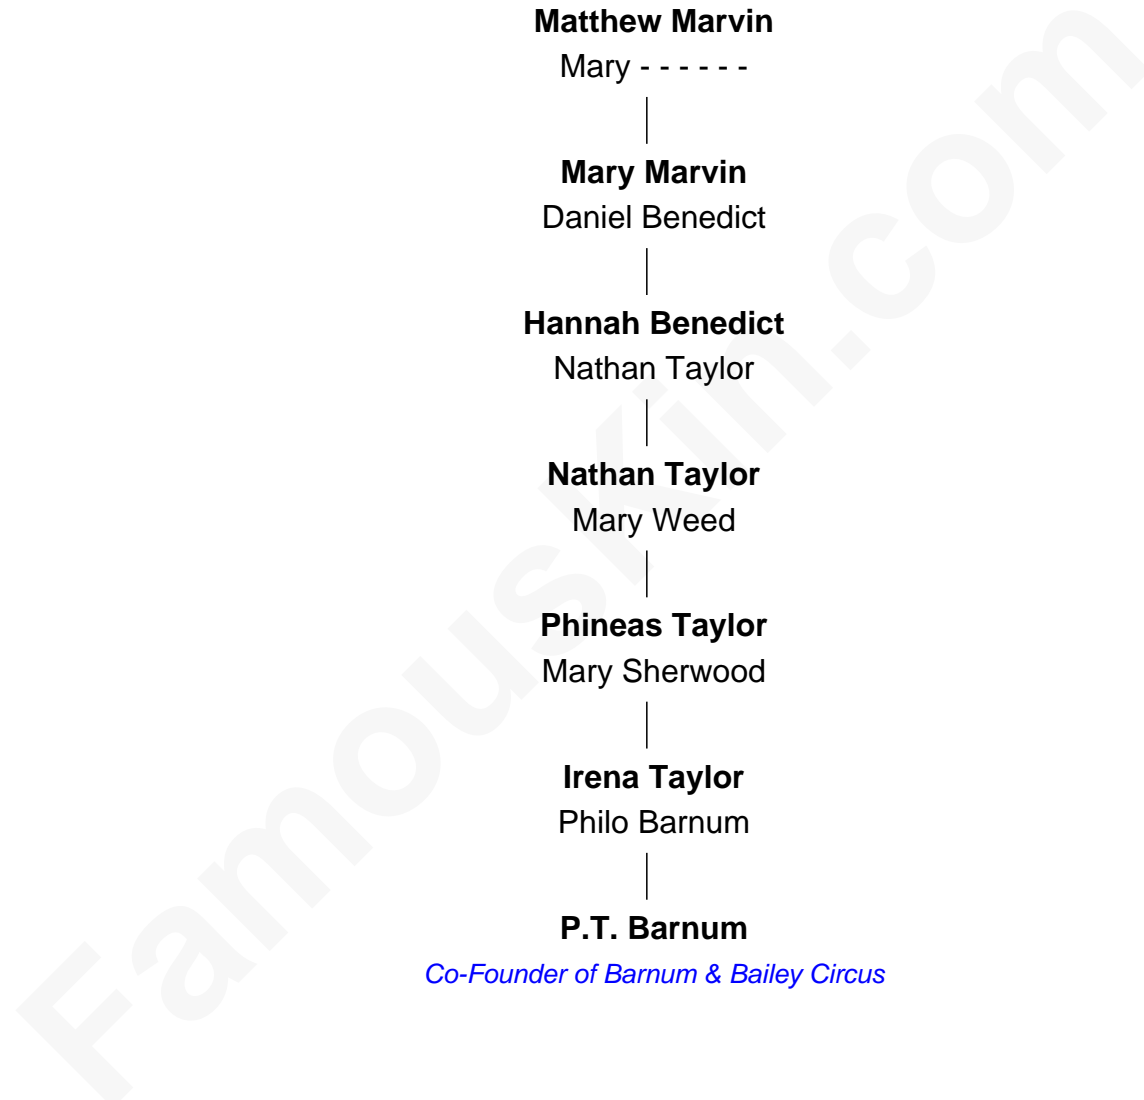 Matthew Marvin
Mary - - - - - -
Mary Marvin
Daniel Benedict
Hannah Benedict
Nathan Taylor
Nathan Taylor
Mary Weed
Phineas Taylor
Mary Sherwood
Irena Taylor
Philo Barnum
P.T. Barnum
Co-Founder of Barnum & Bailey Circus
FamousKin.com